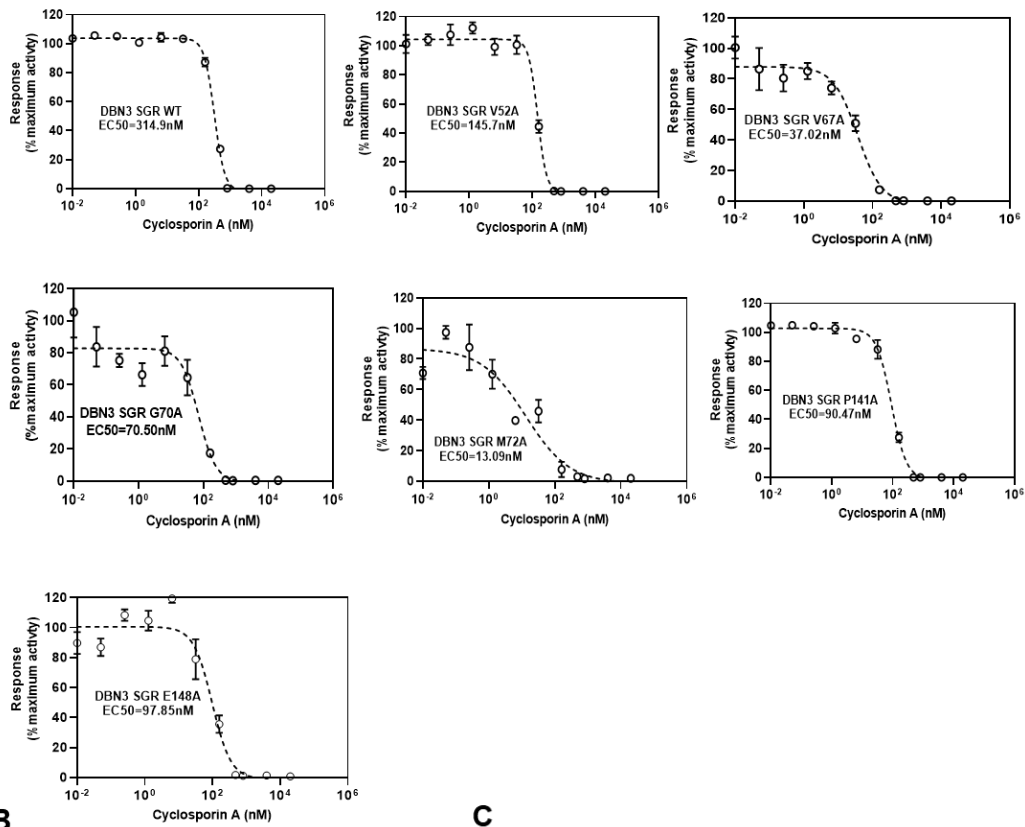 Response
(% maximum activty)
120
100
80
60
40
20
0
DBN3 SGR WT
EC50=314.9nM
10⁻² 10⁰ 10² 10⁴ 10⁶
Cyclosporin A (nM)
Response
(% maximum activty)
120
100
80
60
40
20
0
DBN3 SGR V52A
EC50=145.7nM
10⁻² 10⁰ 10² 10⁴ 10⁶
Cyclosporin A (nM)
Response
(% maximum activty)
120
100
80
60
40
20
0
DBN3 SGR V67A
EC50=37.02nM
10⁻² 10⁰ 10² 10⁴ 10⁶
Cyclosporin A (nM)
Response
(%maximum activty)
120
100
80
60
40
20
0
DBN3 SGR G70A
EC50=70.50nM
10⁻² 10⁰ 10² 10⁴ 10⁶
Cyclosporin A (nM)
Response
(% maximum activty)
120
100
80
60
40
20
0
DBN3 SGR M72A
EC50=13.09nM
10⁻² 10⁰ 10² 10⁴ 10⁶
Cyclosporin A (nM)
Response
(% maximum activty)
120
100
80
60
40
20
0
DBN3 SGR P141A
EC50=90.47nM
10⁻² 10⁰ 10² 10⁴ 10⁶
Cyclosporin A (nM)
Response
(% maximum activty)
120
100
80
60
40
20
0
DBN3 SGR E148A
EC50=97.85nM
10⁻² 10⁰ 10² 10⁴ 10⁶
Cyclosporin A (nM)
B
C